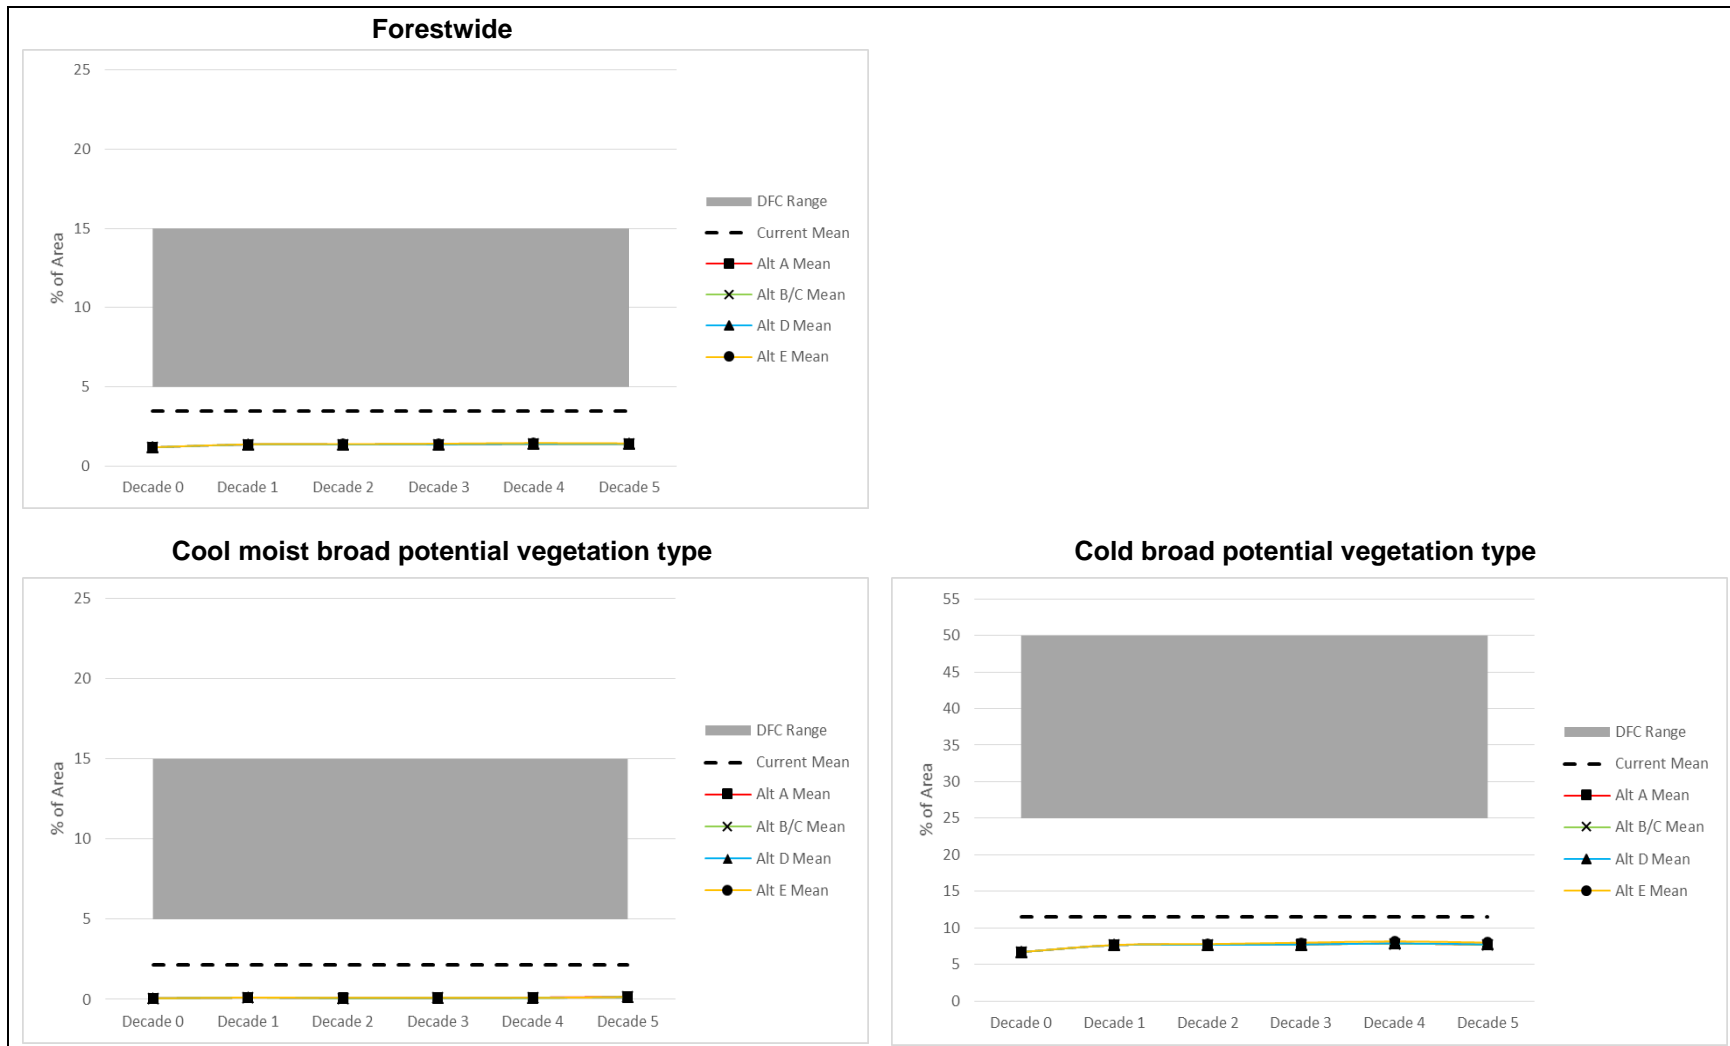 Forestwide
25
20
15
10
5
0
% of Area
Decade 0 Decade 1 Decade 2 Decade 3 Decade 4 Decade 5
DFC Range
Current Mean
Alt A Mean
Alt B/C Mean
Alt D Mean
Alt E Mean
Cool moist broad potential vegetation type
25
20
15
10
5
0
% of Area
Decade 0 Decade 1 Decade 2 Decade 3 Decade 4 Decade 5
DFC Range
Current Mean
Alt A Mean
Alt B/C Mean
Alt D Mean
Alt E Mean
Cold broad potential vegetation type
55
50
45
40
35
30
25
20
15
10
5
0
% of Area
Decade 0 Decade 1 Decade 2 Decade 3 Decade 4 Decade 5
DFC Range
Current Mean
Alt A Mean
Alt B/C Mean
Alt D Mean
Alt E Mean